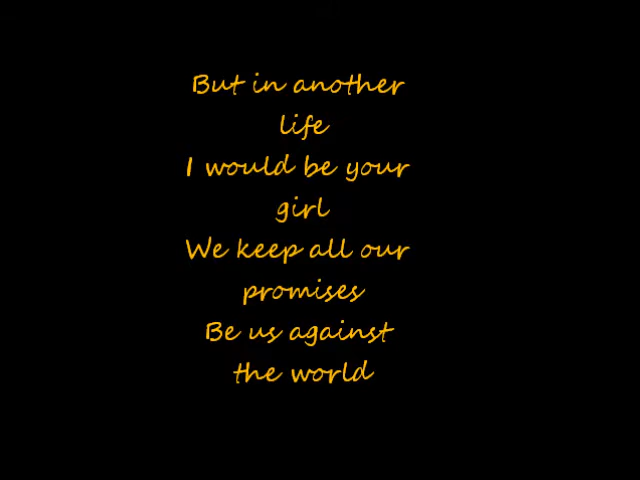 But in another
life
I would be your
girl
We keep all our
promises
Be us against
the world